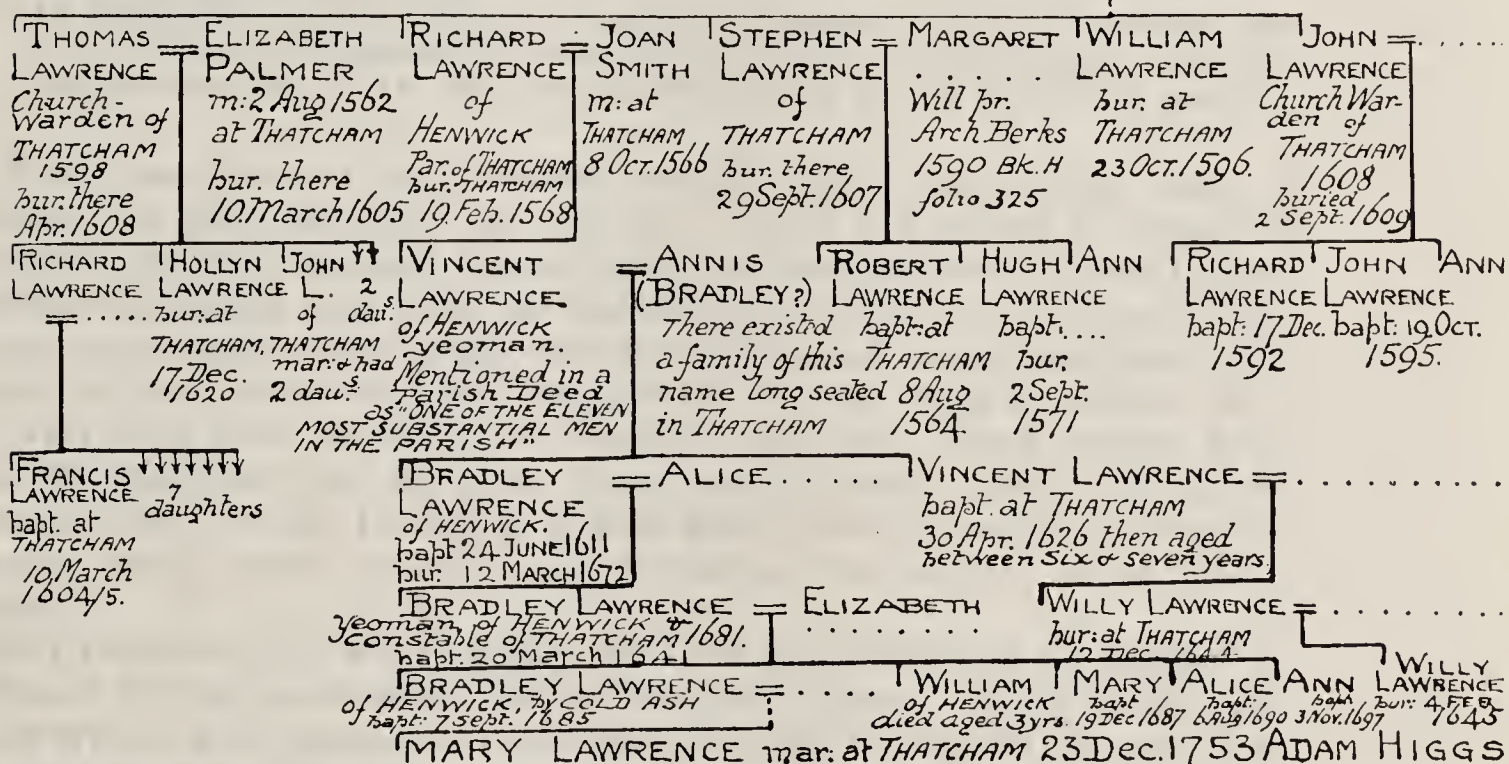 THOMAS
LAWRENCE
Church-
Warden of
THATCHAM
1598
bur. there
Apr. 1608
=
ELIZABETH
PALMER
m: 2 Aug 1562
at THATCHAM
bur. there
10. March 1605
RICHARD
LAWRENCE
of
HENWICK
Par. of THATCHAM
bur. THATCHAM
19. Feb. 1568
=
JOAN
SMITH
m: at
THATCHAM
8 Oct. 1566
STEPHEN
LAWRENCE
of
THATCHAM
bur. there
29 Sept. 1607
=
MARGARET
. . . . .
Will pr.
Arch Berks
1590 BK. H
folio 325
WILLIAM
LAWRENCE
bur. at
THATCHAM
23 Oct. 1596.
JOHN
LAWRENCE
Church War-
den of
THATCHAM
1608
buried
2 Sept. 1609
= . . . . .
RICHARD
LAWRENCE
= . . . . .
HOLLYN
LAWRENCE
bur: at
THATCHAM,
17 Dec.
1620
JOHN
L.
of
THATCHAM
mar: & had
2 daus.
2
daus.
VINCENT
LAWRENCE
of HENWICK
yeoman.
Mentioned in a
Parish Deed
as "ONE OF THE ELEVEN
MOST SUBSTANTIAL MEN
IN THE PARISH"
=
ANNIS
(BRADLEY?)
There existed
a family of this
name long seated
in THATCHAM
ROBERT
LAWRENCE
bapt: at
THATCHAM
8 Aug
1564.
HUGH
LAWRENCE
bapt: . . . .
bur.
2 Sept.
1571
ANN
RICHARD
LAWRENCE
bapt: 17 Dec.
1592
JOHN
LAWRENCE
bapt: 19. Oct.
1595.
ANN
FRANCIS
LAWRENCE
bapt. at
THATCHAM
10 March
1604/5.
7
daughters
BRADLEY
LAWRENCE
of HENWICK.
bapt 24 JUNE 1611
bur. 12 MARCH 1672
=
ALICE . . . . .
VINCENT LAWRENCE = . . . . . . . . .
bapt. at THATCHAM
30 Apr. 1626 then aged
between six & seven years
BRADLEY LAWRENCE = ELIZABETH
. . . . . . .
yeoman of HENWICK &
Constable of THATCHAM 1681.
bapt: 20 March 1641
WILLY LAWRENCE = . . . . . . . .
bur: at THATCHAM
12 Dec. 1644
BRADLEY LAWRENCE = . . . . .
of HENWICK, by COLD ASH
bapt: 7 Sept. 1685
WILLIAM
of HENWICK
died aged 3 yrs.
MARY
bapt
19 DEC 1687
ALICE
bapt:
6 Aug 1690
ANN
bapt
3 Nov. 1697
WILLY
LAWRENCE
bur: 4 FEB
1645
MARY LAWRENCE mar: at THATCHAM 23 Dec. 1753 ADAM HIGGS